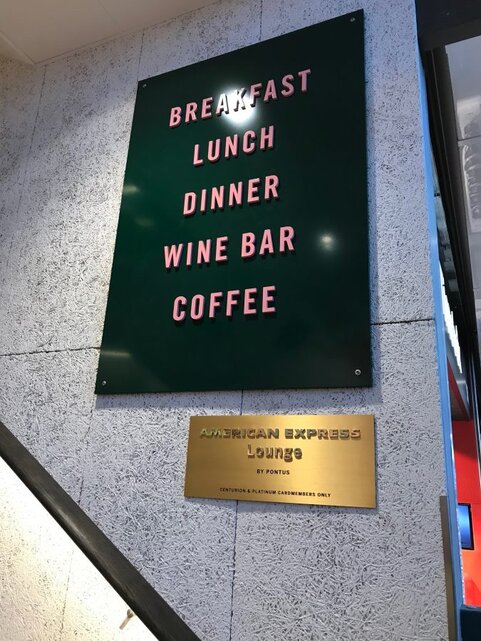 BREAKFAST
LUNCH
DINNER
WINE BAR
COFFEE
AMERICAN EXPRESS
Lounge
BY PONTUS
CENTURION & PLATINUM CARDMEMBERS ONLY